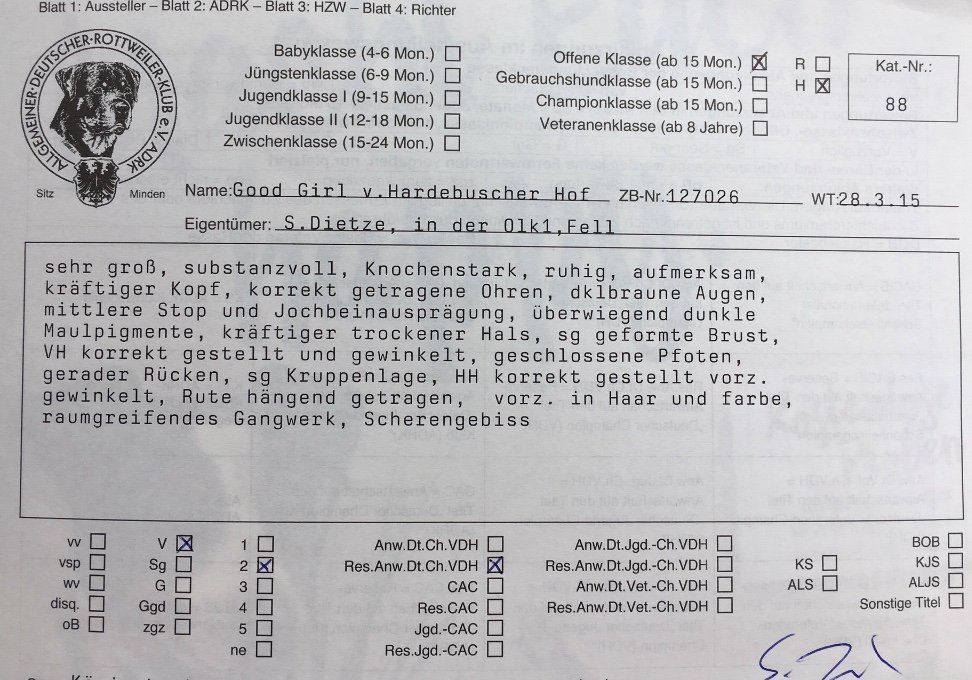 Blatt 1: Aussteller – Blatt 2: ADRK – Blatt 3: HZW – Blatt 4: Richter
ALLGEMEINER-DEUTSCHER-ROTTWEILER-KLUB e.V. ADRK
Sitz Minden
Babyklasse (4-6 Mon.)
Jüngstenklasse (6-9 Mon.)
Jugendklasse I (9-15 Mon.)
Jugendklasse II (12-18 Mon.)
Zwischenklasse (15-24 Mon.)
Offene Klasse (ab 15 Mon.) X R
Gebrauchshundklasse (ab 15 Mon.) H X
Championklasse (ab 15 Mon.)
Veteranenklasse (ab 8 Jahre)
Kat.-Nr.:
88
Name: Good Girl v.Hardebuscher Hof ZB-Nr. 127026 WT: 28.3.15
Eigentümer: S.Dietze, in der Olk1,Fell
sehr groß, substanzvoll, Knochenstark, ruhig, aufmerksam,
kräftiger Kopf, korrekt getragene Ohren, dklbraune Augen,
mittlere Stop und Jochbeinausprägung, überwiegend dunkle
Maulpigmente, kräftiger trockener Hals, sg geformte Brust,
VH korrekt gestellt und gewinkelt, geschlossene Pfoten,
gerader Rücken, sg Kruppenlage, HH korrekt gestellt vorz.
gewinkelt, Rute hängend getragen, vorz. in Haar und farbe,
raumgreifendes Gangwerk, Scherengebiss
vv
vsp
wv
disq.
oB
V X
Sg
G
Ggd
zgz
1
2 X
3
4
5
ne
Anw.Dt.Ch.VDH
Res.Anw.Dt.Ch.VDH X
CAC
Res.CAC
Jgd.-CAC
Res.Jgd.-CAC
Anw.Dt.Jgd.-Ch.VDH
Res.Anw.Dt.Jgd.-Ch.VDH
Anw.Dt.Vet.-Ch.VDH
Res.Anw.Dt.Vet.-Ch.VDH
KS
ALS
BOB
KJS
ALJS
Sonstige Titel